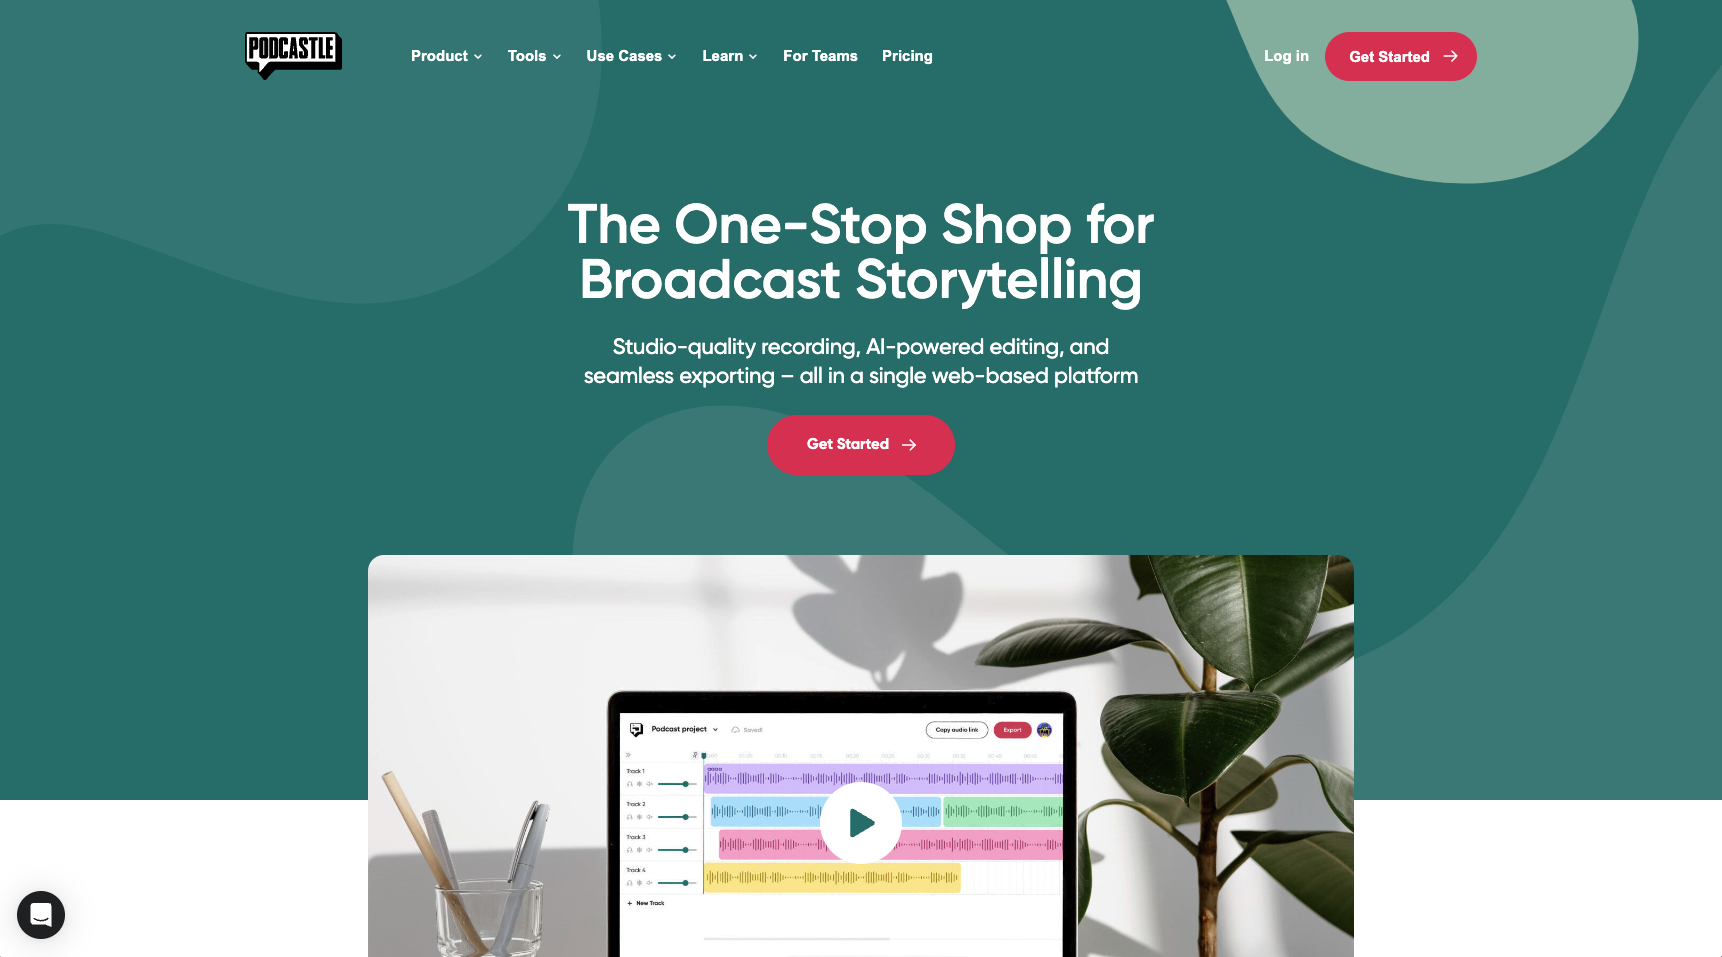 PODCASTLE
Product
Tools
Use Cases
Learn
For Teams
Pricing
Log in
Get Started
The One-Stop Shop for
Broadcast Storytelling
Studio-quality recording, AI-powered editing, and
seamless exporting – all in a single web-based platform
Get Started
Podcast project
Saved!
Copy audio link
Export
Track 1
Track 2
Track 3
Track 4
+ New Track